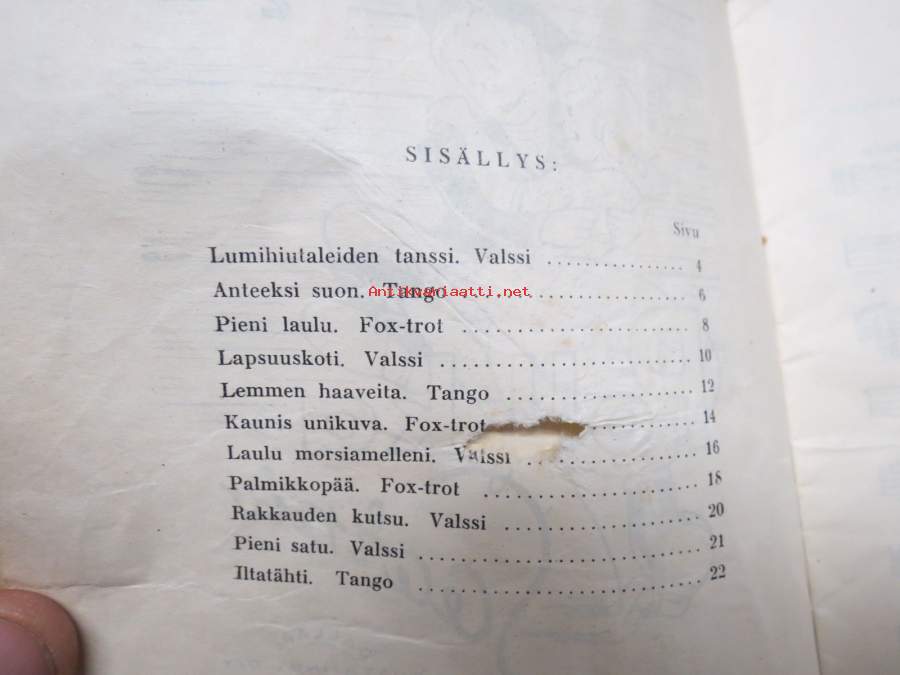 SISÄLLYS:
Sivu
Lumihiutaleiden tanssi. Valssi .................. 4
Anteeksi suon. Tango .................. 6
Antikvariaatti.net
Pieni laulu. Fox-trot .................. 8
Lapsuuskoti. Valssi .................. 10
Lemmen haaveita. Tango .................. 12
Kaunis unikuva. Fox-trot .................. 14
Laulu morsiamelleni. Valssi .................. 16
Palmikkopää. Fox-trot .................. 18
Rakkauden kutsu. Valssi .................. 20
Pieni satu. Valssi .................. 21
Iltatähti. Tango .................. 22